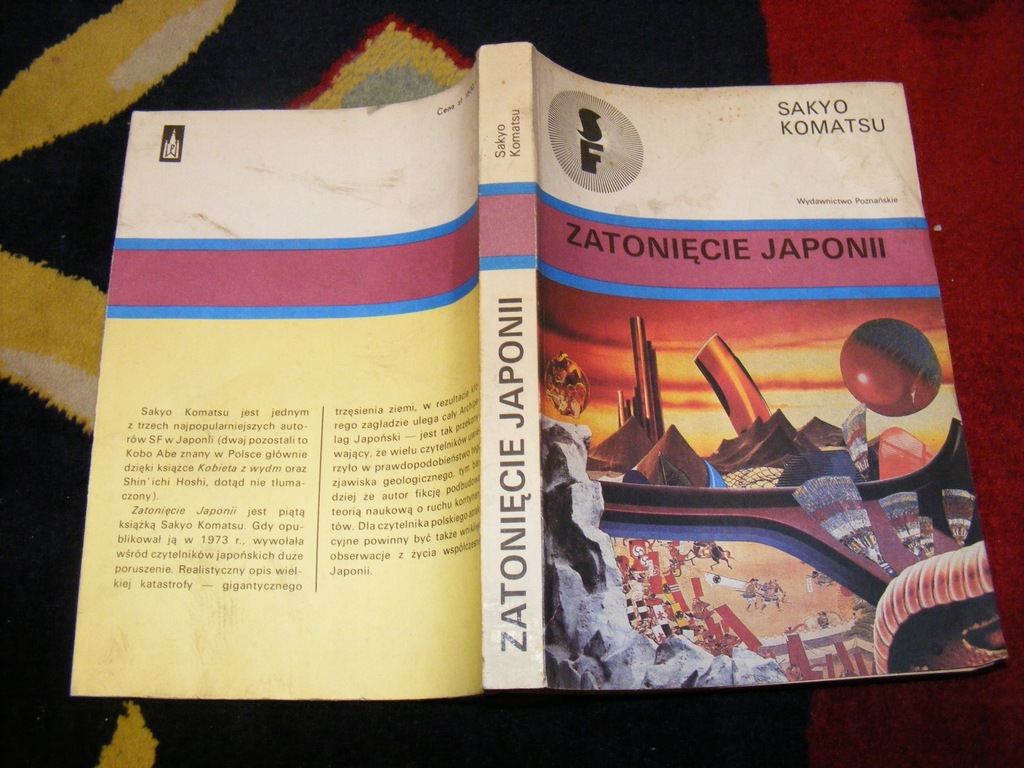 Cena zł
Sakyo Komatsu jest jednym
z trzech najpopularniejszych auto-
rów SF w Japonii (dwaj pozostali to
Kobo Abe znany w Polsce głównie
dzięki książce Kobieta z wydm oraz
Shin'ichi Hoshi, dotąd nie tłuma-
czony).
Zatonięcie Japonii jest piątą
książką Sakyo Komatsu. Gdy opu-
blikował ją w 1973 r., wywołała
wśród czytelników japońskich duże
poruszenie. Realistyczny opis wiel-
kiej katastrofy — gigantycznego
trzęsienia ziemi, w rezultacie
rego zagładzie ulega cały
lag Japoński — jest tak
wający, że wielu czytelników
rzyło w prawdopodobieństwo
zjawiska geologicznego, tym
dziej że autor fikcję
teorią naukową o ruchu
tów. Dla czytelnika polskiego
cyjne powinny być także
obserwacje z życia
Japonii.
Sakyo
Komatsu
ZATONIĘCIE JAPONII
SF
SAKYO
KOMATSU
Wydawnictwo Poznańskie
ZATONIĘCIE JAPONII